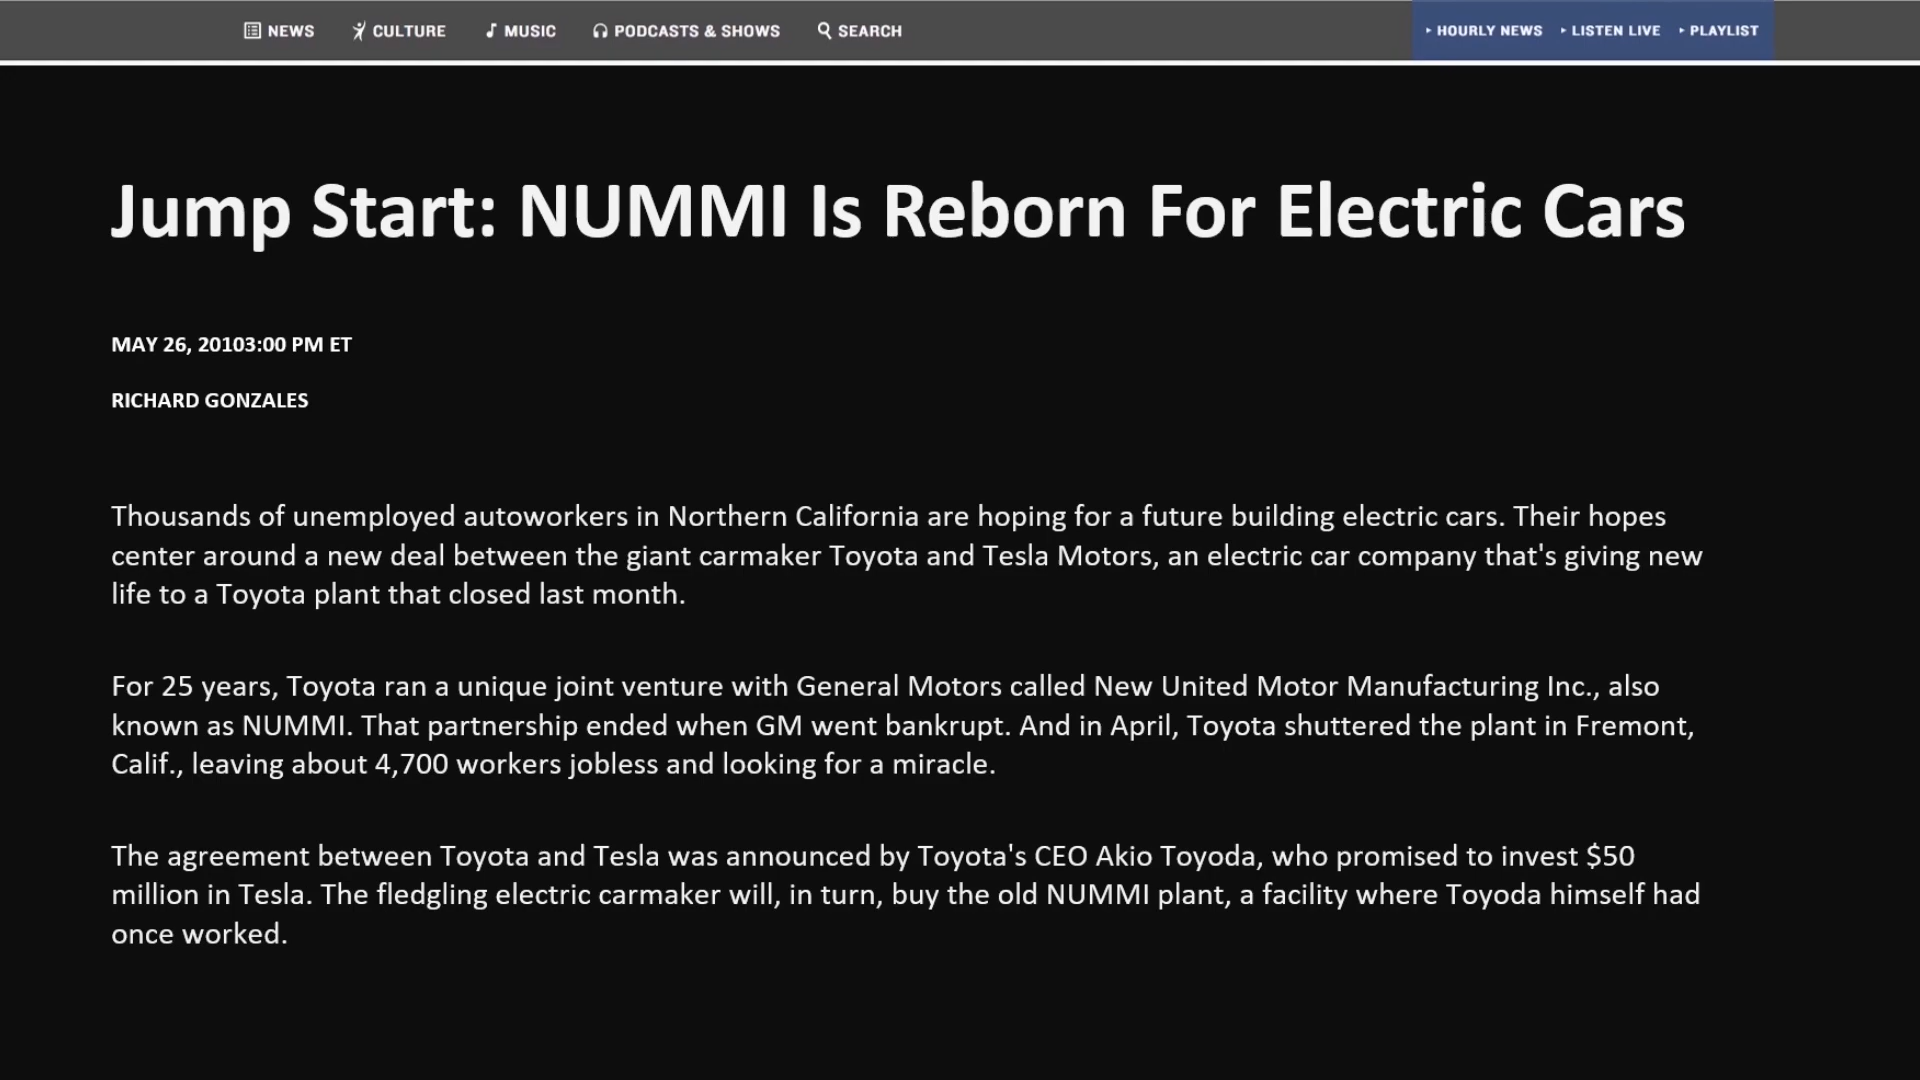 NEWS CULTURE MUSIC PODCASTS & SHOWS SEARCH HOURLY NEWS LISTEN LIVE PLAYLIST
Jump Start: NUMMI Is Reborn For Electric Cars
MAY 26, 20103:00 PM ET
RICHARD GONZALES
Thousands of unemployed autoworkers in Northern California are hoping for a future building electric cars. Their hopes
center around a new deal between the giant carmaker Toyota and Tesla Motors, an electric car company that's giving new
life to a Toyota plant that closed last month.
For 25 years, Toyota ran a unique joint venture with General Motors called New United Motor Manufacturing Inc., also
known as NUMMI. That partnership ended when GM went bankrupt. And in April, Toyota shuttered the plant in Fremont,
Calif., leaving about 4,700 workers jobless and looking for a miracle.
The agreement between Toyota and Tesla was announced by Toyota's CEO Akio Toyoda, who promised to invest $50
million in Tesla. The fledgling electric carmaker will, in turn, buy the old NUMMI plant, a facility where Toyoda himself had
once worked.